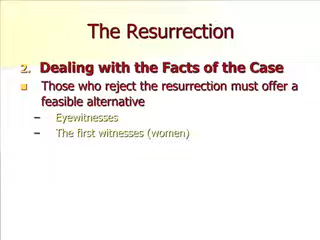 The Resurrection
2. Dealing with the Facts of the Case
Those who reject the resurrection must offer a
feasible alternative
– Eyewitnesses
– The first witnesses (women)